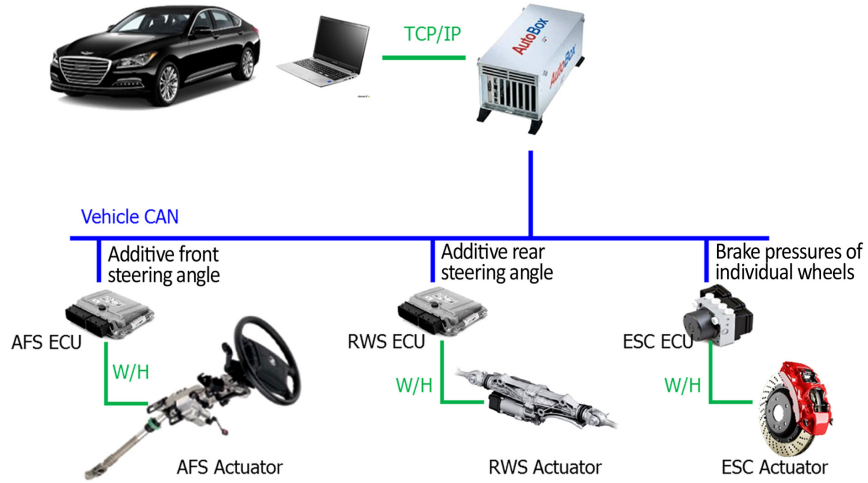 TCP/IP
AutoBox
AutoBox
Vehicle CAN
Additive front
steering angle
Additive rear
steering angle
Brake pressures of
individual wheels
AFS ECU
RWS ECU
ESC ECU
W/H
W/H
W/H
AFS Actuator
RWS Actuator
ESC Actuator